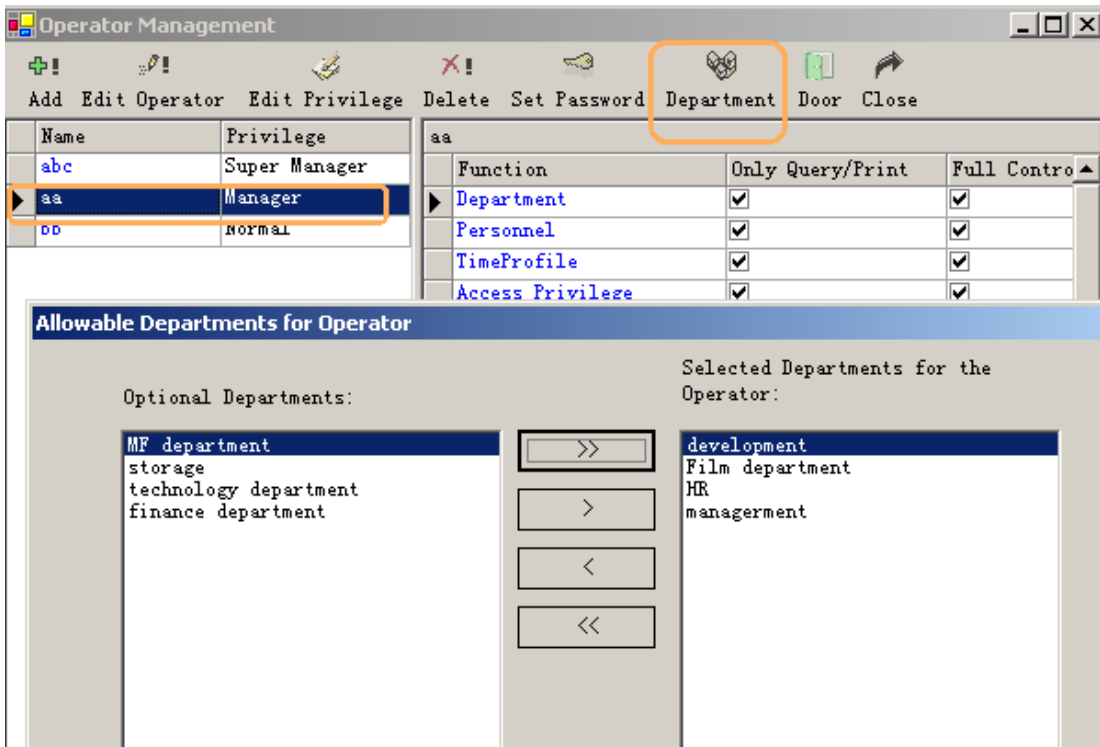 Operator Management
Add Edit Operator Edit Privilege Delete Set Password Department Door Close
Name Privilege
abc Super Manager
aa Manager
bb Normal
aa
Function Only Query/Print Full Contro
Department
Personnel
TimeProfile
Access Privilege
Allowable Departments for Operator
Optional Departments:
MF department
storage
technology department
finance department
>>
>
<
<<
Selected Departments for the
Operator:
development
Film department
HR
managerment